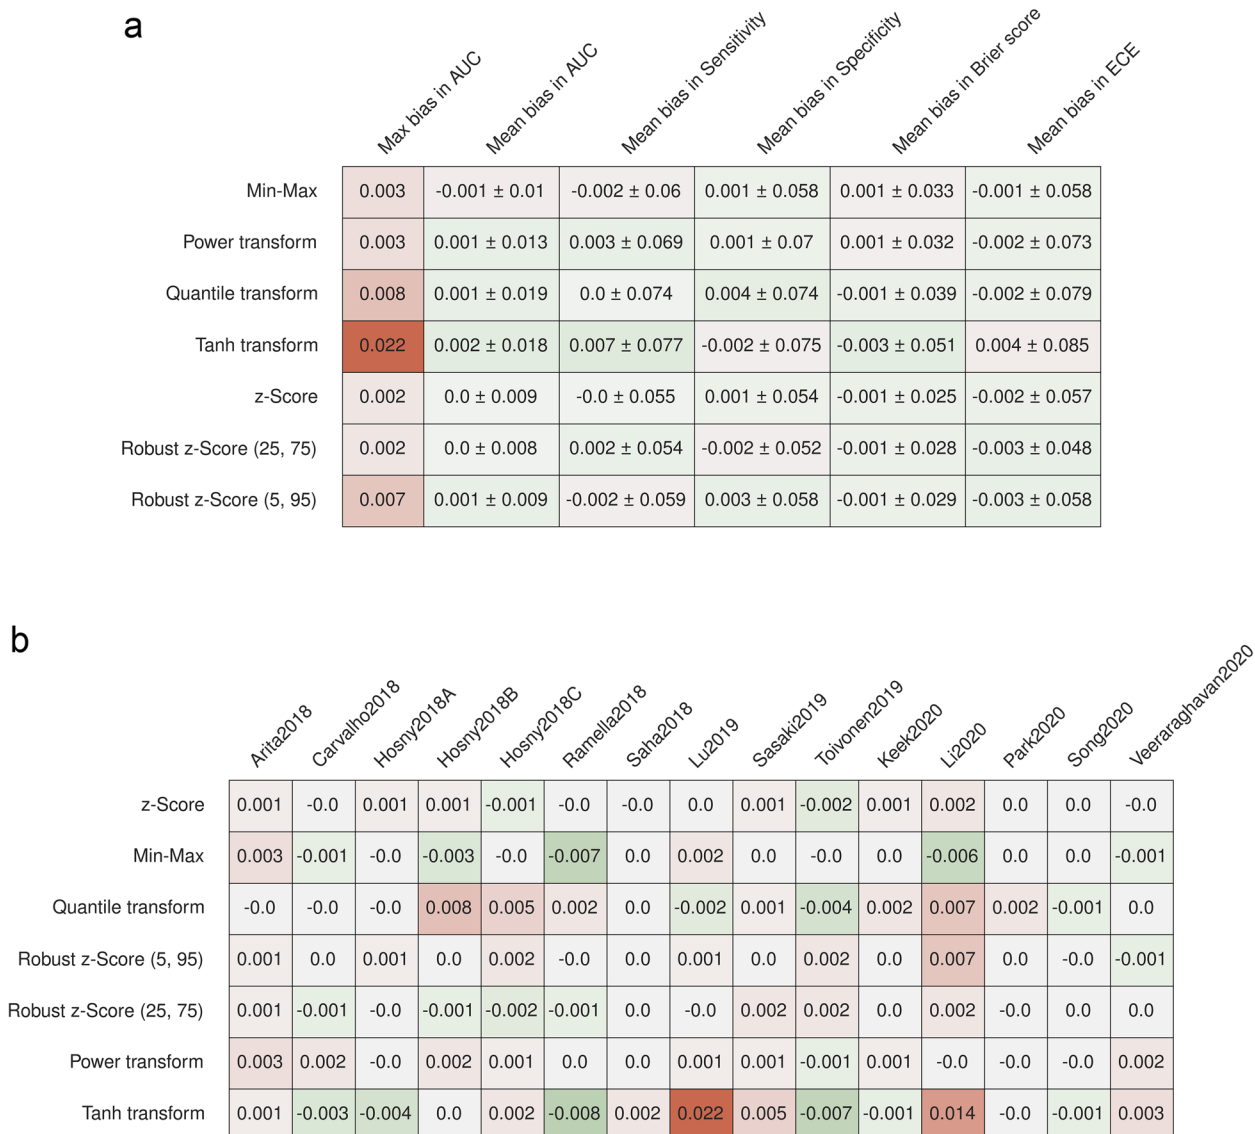 a
Max bias in AUC
Mean bias in AUC
Mean bias in Sensitivity
Mean bias in Specificity
Mean bias in Brier score
Mean bias in ECE
Min-Max 0.003 -0.001 ± 0.01 -0.002 ± 0.06 0.001 ± 0.058 0.001 ± 0.033 -0.001 ± 0.058
Power transform 0.003 0.001 ± 0.013 0.003 ± 0.069 0.001 ± 0.07 0.001 ± 0.032 -0.002 ± 0.073
Quantile transform 0.008 0.001 ± 0.019 0.0 ± 0.074 0.004 ± 0.074 -0.001 ± 0.039 -0.002 ± 0.079
Tanh transform 0.022 0.002 ± 0.018 0.007 ± 0.077 -0.002 ± 0.075 -0.003 ± 0.051 0.004 ± 0.085
z-Score 0.002 0.0 ± 0.009 -0.0 ± 0.055 0.001 ± 0.054 -0.001 ± 0.025 -0.002 ± 0.057
Robust z-Score (25, 75) 0.002 0.0 ± 0.008 0.002 ± 0.054 -0.002 ± 0.052 -0.001 ± 0.028 -0.003 ± 0.048
Robust z-Score (5, 95) 0.007 0.001 ± 0.009 -0.002 ± 0.059 0.003 ± 0.058 -0.001 ± 0.029 -0.003 ± 0.058
b
Arita2018
Carvalho2018
Hosny2018A
Hosny2018B
Hosny2018C
Ramella2018
Saha2018
Lu2019
Sasaki2019
Toivonen2019
Keek2020
Li2020
Park2020
Song2020
Veeraraghavan2020
z-Score 0.001 -0.0 0.001 0.001 -0.001 -0.0 -0.0 0.0 0.001 -0.002 0.001 0.002 0.0 0.0 -0.0
Min-Max 0.003 -0.001 -0.0 -0.003 -0.0 -0.007 0.0 0.002 0.0 -0.0 0.0 -0.006 0.0 0.0 -0.001
Quantile transform -0.0 -0.0 -0.0 0.008 0.005 0.002 0.0 -0.002 0.001 -0.004 0.002 0.007 0.002 -0.001 0.0
Robust z-Score (5, 95) 0.001 0.0 0.001 0.0 0.002 -0.0 0.0 0.001 0.0 0.002 0.0 0.007 0.0 -0.0 -0.001
Robust z-Score (25, 75) 0.001 -0.001 -0.0 -0.001 -0.002 -0.001 0.0 -0.0 0.002 0.002 0.0 0.002 -0.0 0.0 0.0
Power transform 0.003 0.002 -0.0 0.002 0.001 0.0 0.0 0.001 0.001 -0.001 0.001 -0.0 -0.0 -0.0 0.002
Tanh transform 0.001 -0.003 -0.004 0.0 0.002 -0.008 0.002 0.022 0.005 -0.007 -0.001 0.014 -0.0 -0.001 0.003